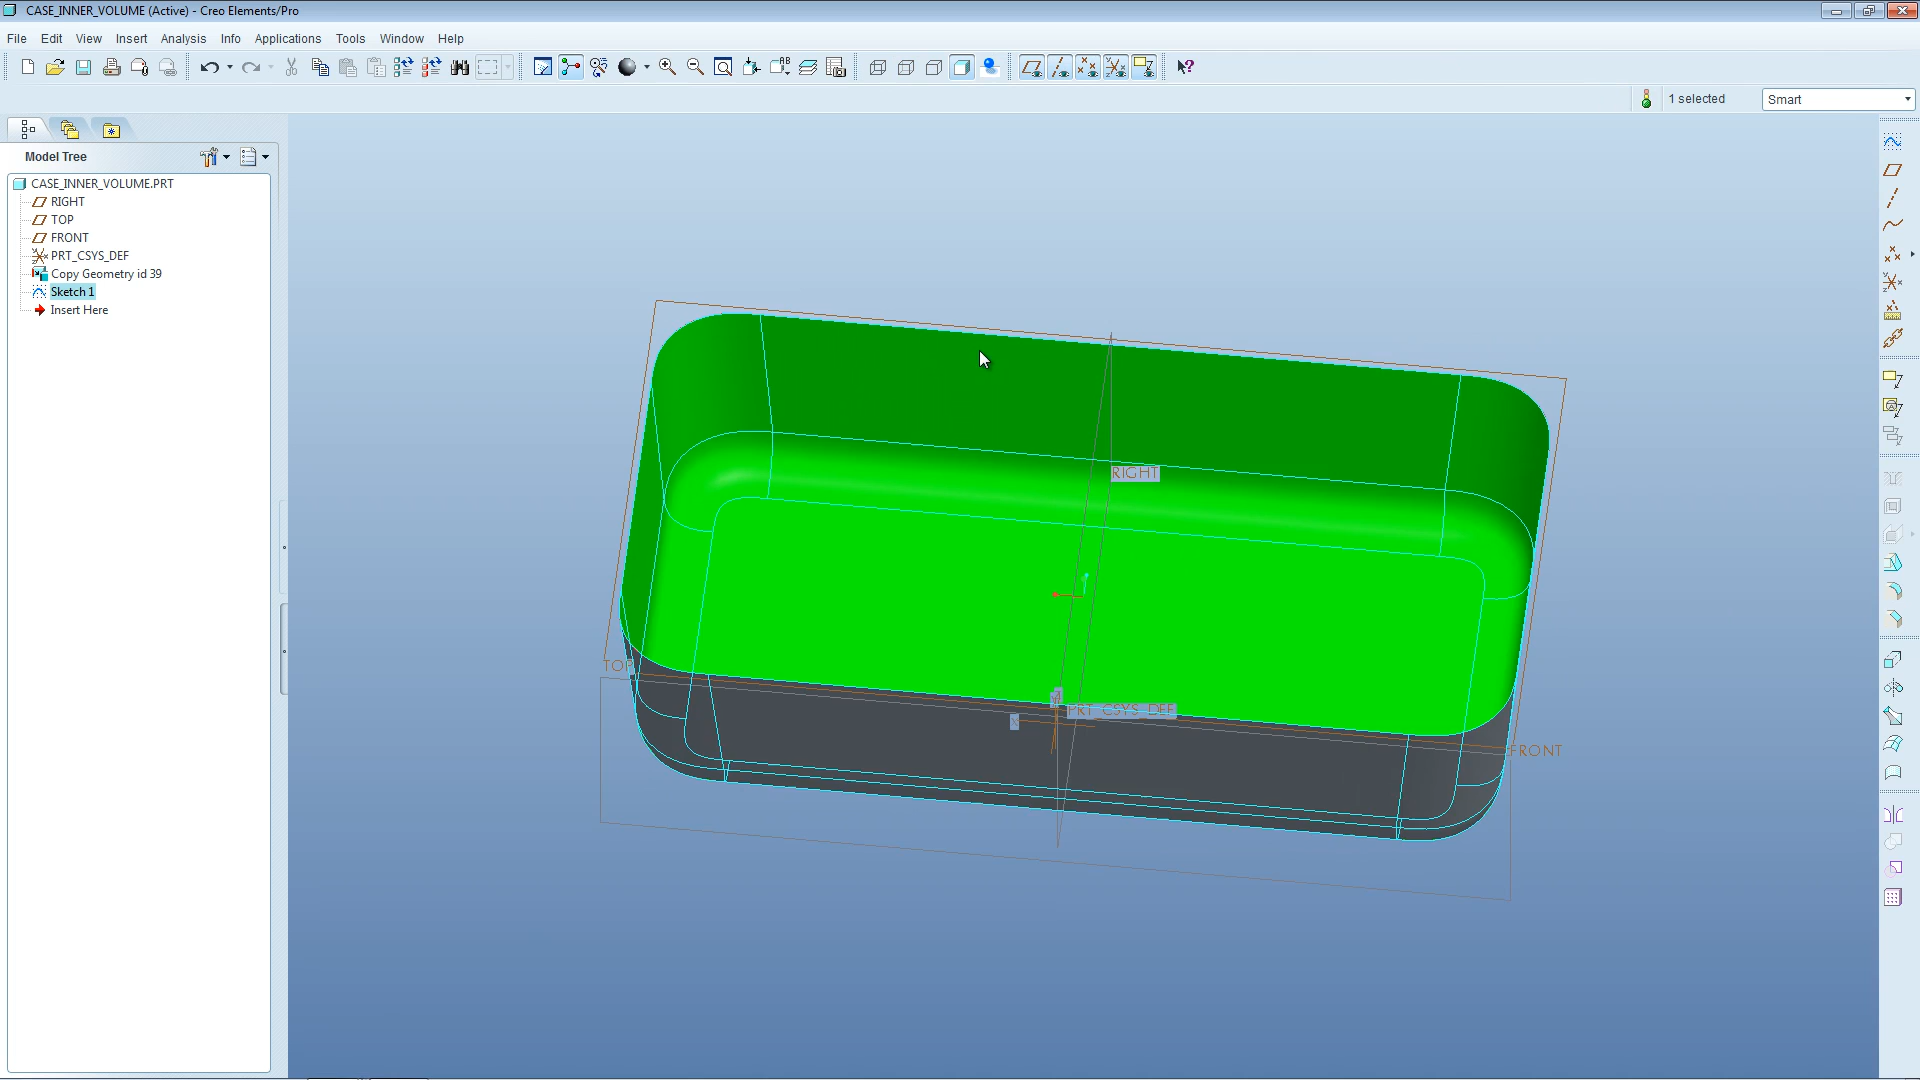 CASE_INNER_VOLUME (Active) - Creo Elements/Pro
File Edit View Insert Analysis Info Applications Tools Window Help
1 selected
Smart
Model Tree
CASE_INNER_VOLUME.PRT
RIGHT
TOP
FRONT
PRT_CSYS_DEF
Copy Geometry id 39
Sketch 1
Insert Here
RIGHT
TOP
PRT_CSYS_DEF
X
FRONT